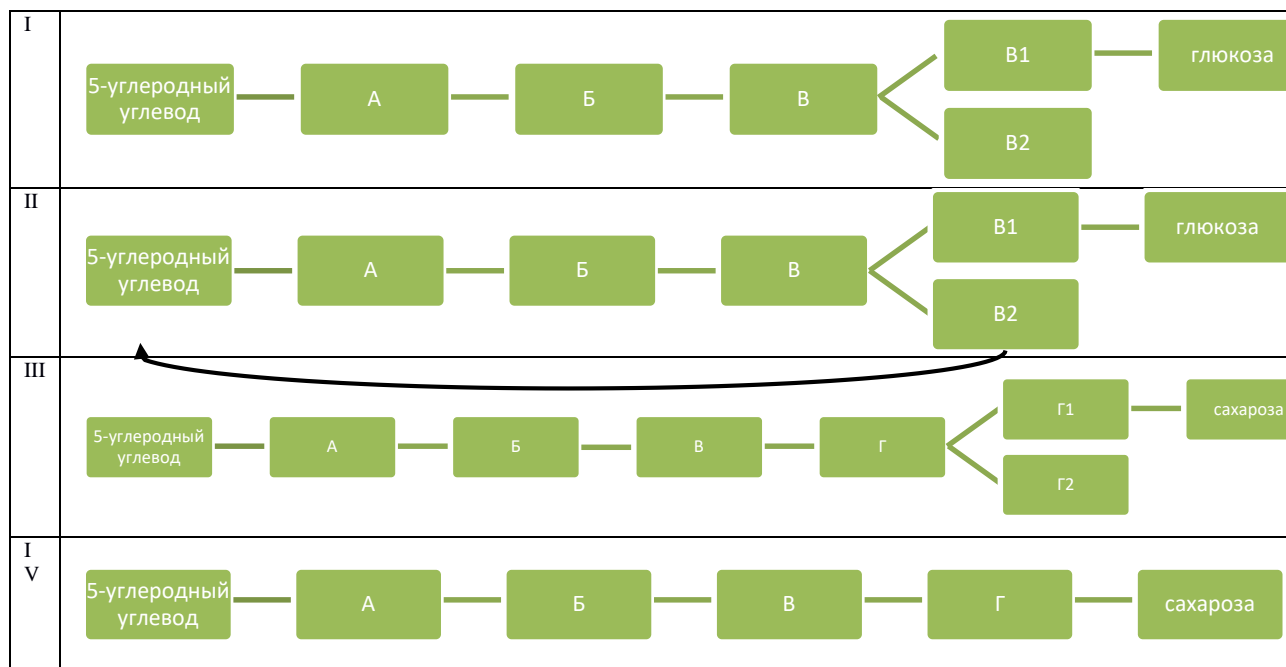 I
5-углеродный
углевод
А
Б
В
В1
глюкоза
В2
II
5-углеродный
углевод
А
Б
В
В1
глюкоза
В2
III
5-углеродный
углевод
А
Б
В
Г
Г1
сахароза
Г2
I
V
5-углеродный
углевод
А
Б
В
Г
сахароза